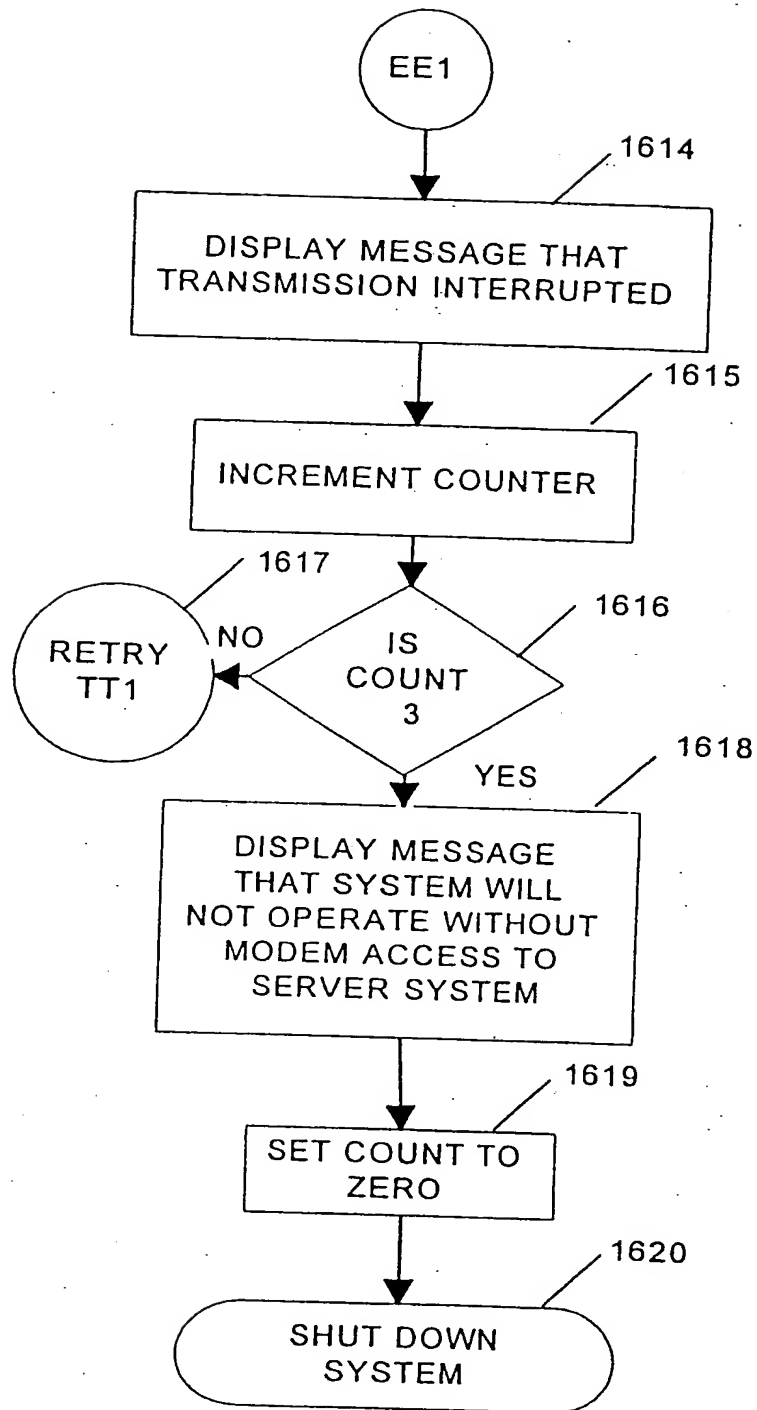 EE1
1614
DISPLAY MESSAGE THAT
TRANSMISSION INTERRUPTED
1615
INCREMENT COUNTER
1617
1616
RETRY
TT1
NO
IS
COUNT
3
YES
1618
DISPLAY MESSAGE
THAT SYSTEM WILL
NOT OPERATE WITHOUT
MODEM ACCESS TO
SERVER SYSTEM
1619
SET COUNT TO
ZERO
1620
SHUT DOWN
SYSTEM